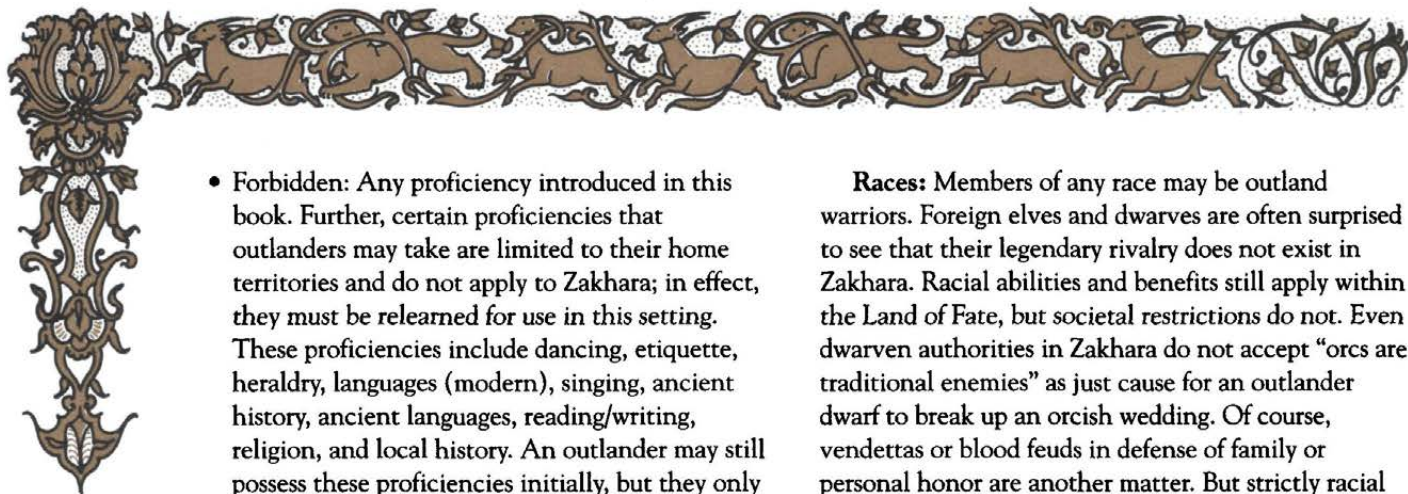 • Forbidden: Any proficiency introduced in this
book. Further, certain proficiencies that
outlanders may take are limited to their home
territories and do not apply to Zakhara; in effect,
they must be relearned for use in this setting.
These proficiencies include dancing, etiquette,
heraldry, languages (modern), singing, ancient
history, ancient languages, reading/writing,
religion, and local history. An outlander may still
possess these proficiencies initially, but they only
Races: Members of any race may be outland
warriors. Foreign elves and dwarves are often surprised
to see that their legendary rivalry does not exist in
Zakhara. Racial abilities and benefits still apply within
the Land of Fate, but societal restrictions do not. Even
dwarven authorities in Zakhara do not accept “orcs are
traditional enemies” as just cause for an outlander
dwarf to break up an orcish wedding. Of course,
vendettas or blood feuds in defense of family or
personal honor are another matter. But strictly racial